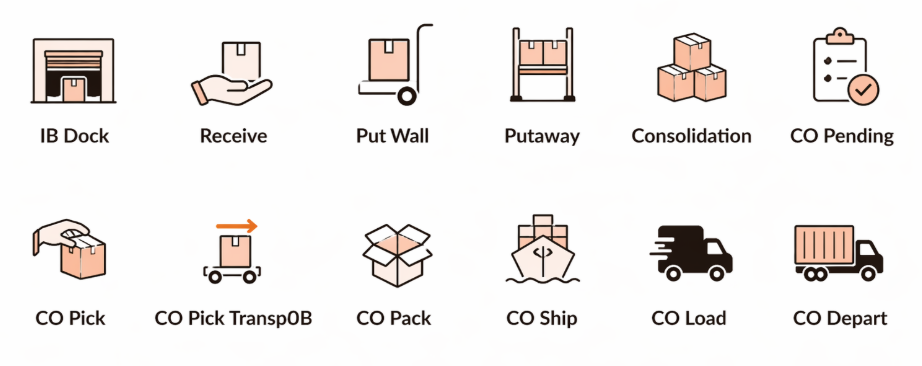 IB Dock
Receive
Put Wall
Putaway
Consolidation
CO Pending
CO Pick
CO Pick Transp0B
CO Pack
CO Ship
CO Load
CO Depart